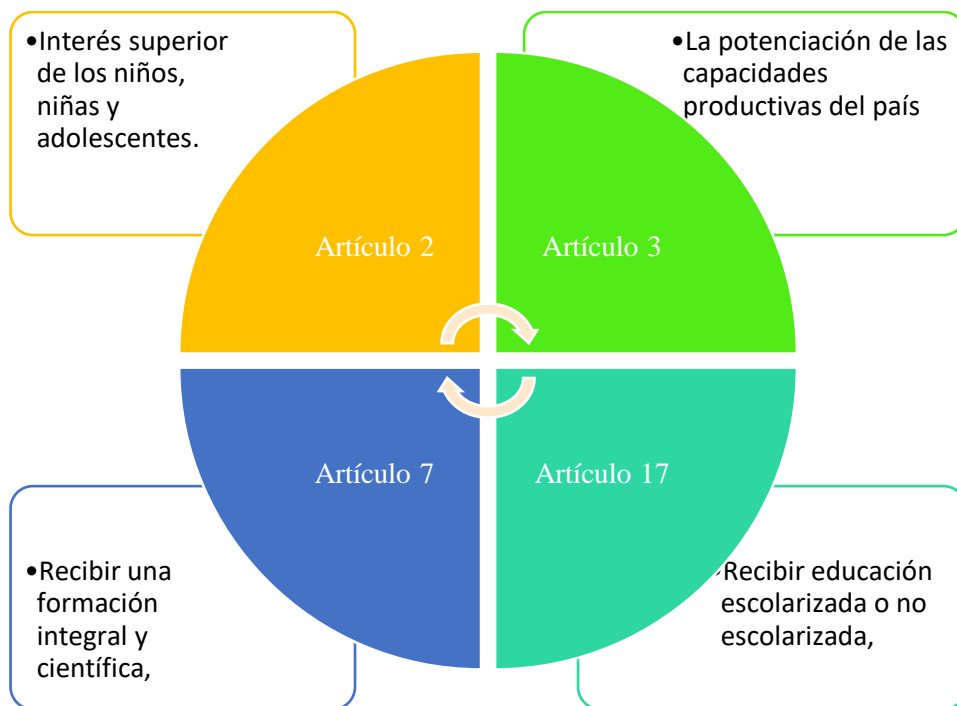 •Interés superior
de los niños,
niñas y
adolescentes.
•La potenciación de las
capacidades
productivas del país
Artículo 2
Artículo 3
Artículo 7
Artículo 17
•Recibir una
formación
integral y
científica,
•Recibir educación
escolarizada o no
escolarizada,